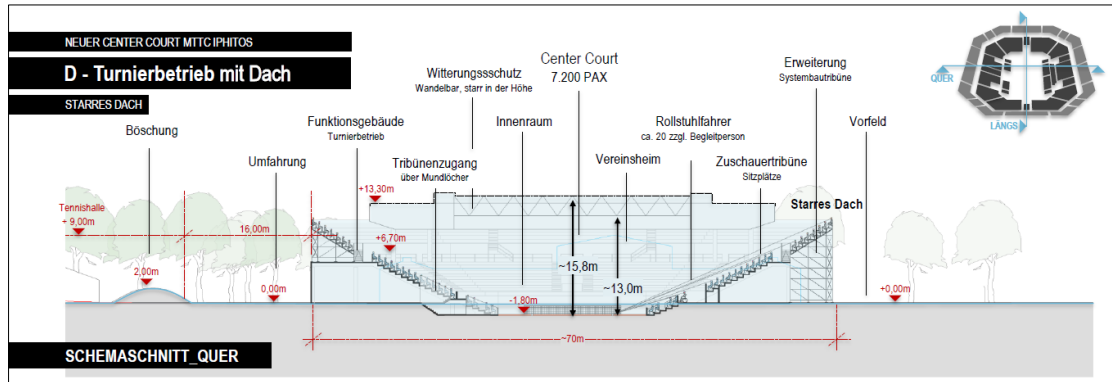 NEUER CENTER COURT MTTC IPHITOS
D - Turnierbetrieb mit Dach
STARRES DACH
Böschung
Umfahrung
Funktionsgebäude
Turnierbetrieb
Witterungssschutz
Wandelbar, starr in der Höhe
Tribünenzugang
über Mundlöcher
Center Court
7.200 PAX
Innenraum
Vereinsheim
Rollstuhlfahrer
ca. 20 zzgl. Begleitperson
Erweiterung
Systembautribüne
Zuschauertribüne
Sitzplätze
Vorfeld
QUER
LÄNGS
Starres Dach
Tennishalle
+ 9,00m
16,00m
+13,30m
+6,70m
2,00m
0,00m
-1,80m
~15,8m
~13,0m
+0,00m
~70m
SCHEMASCHNITT_QUER